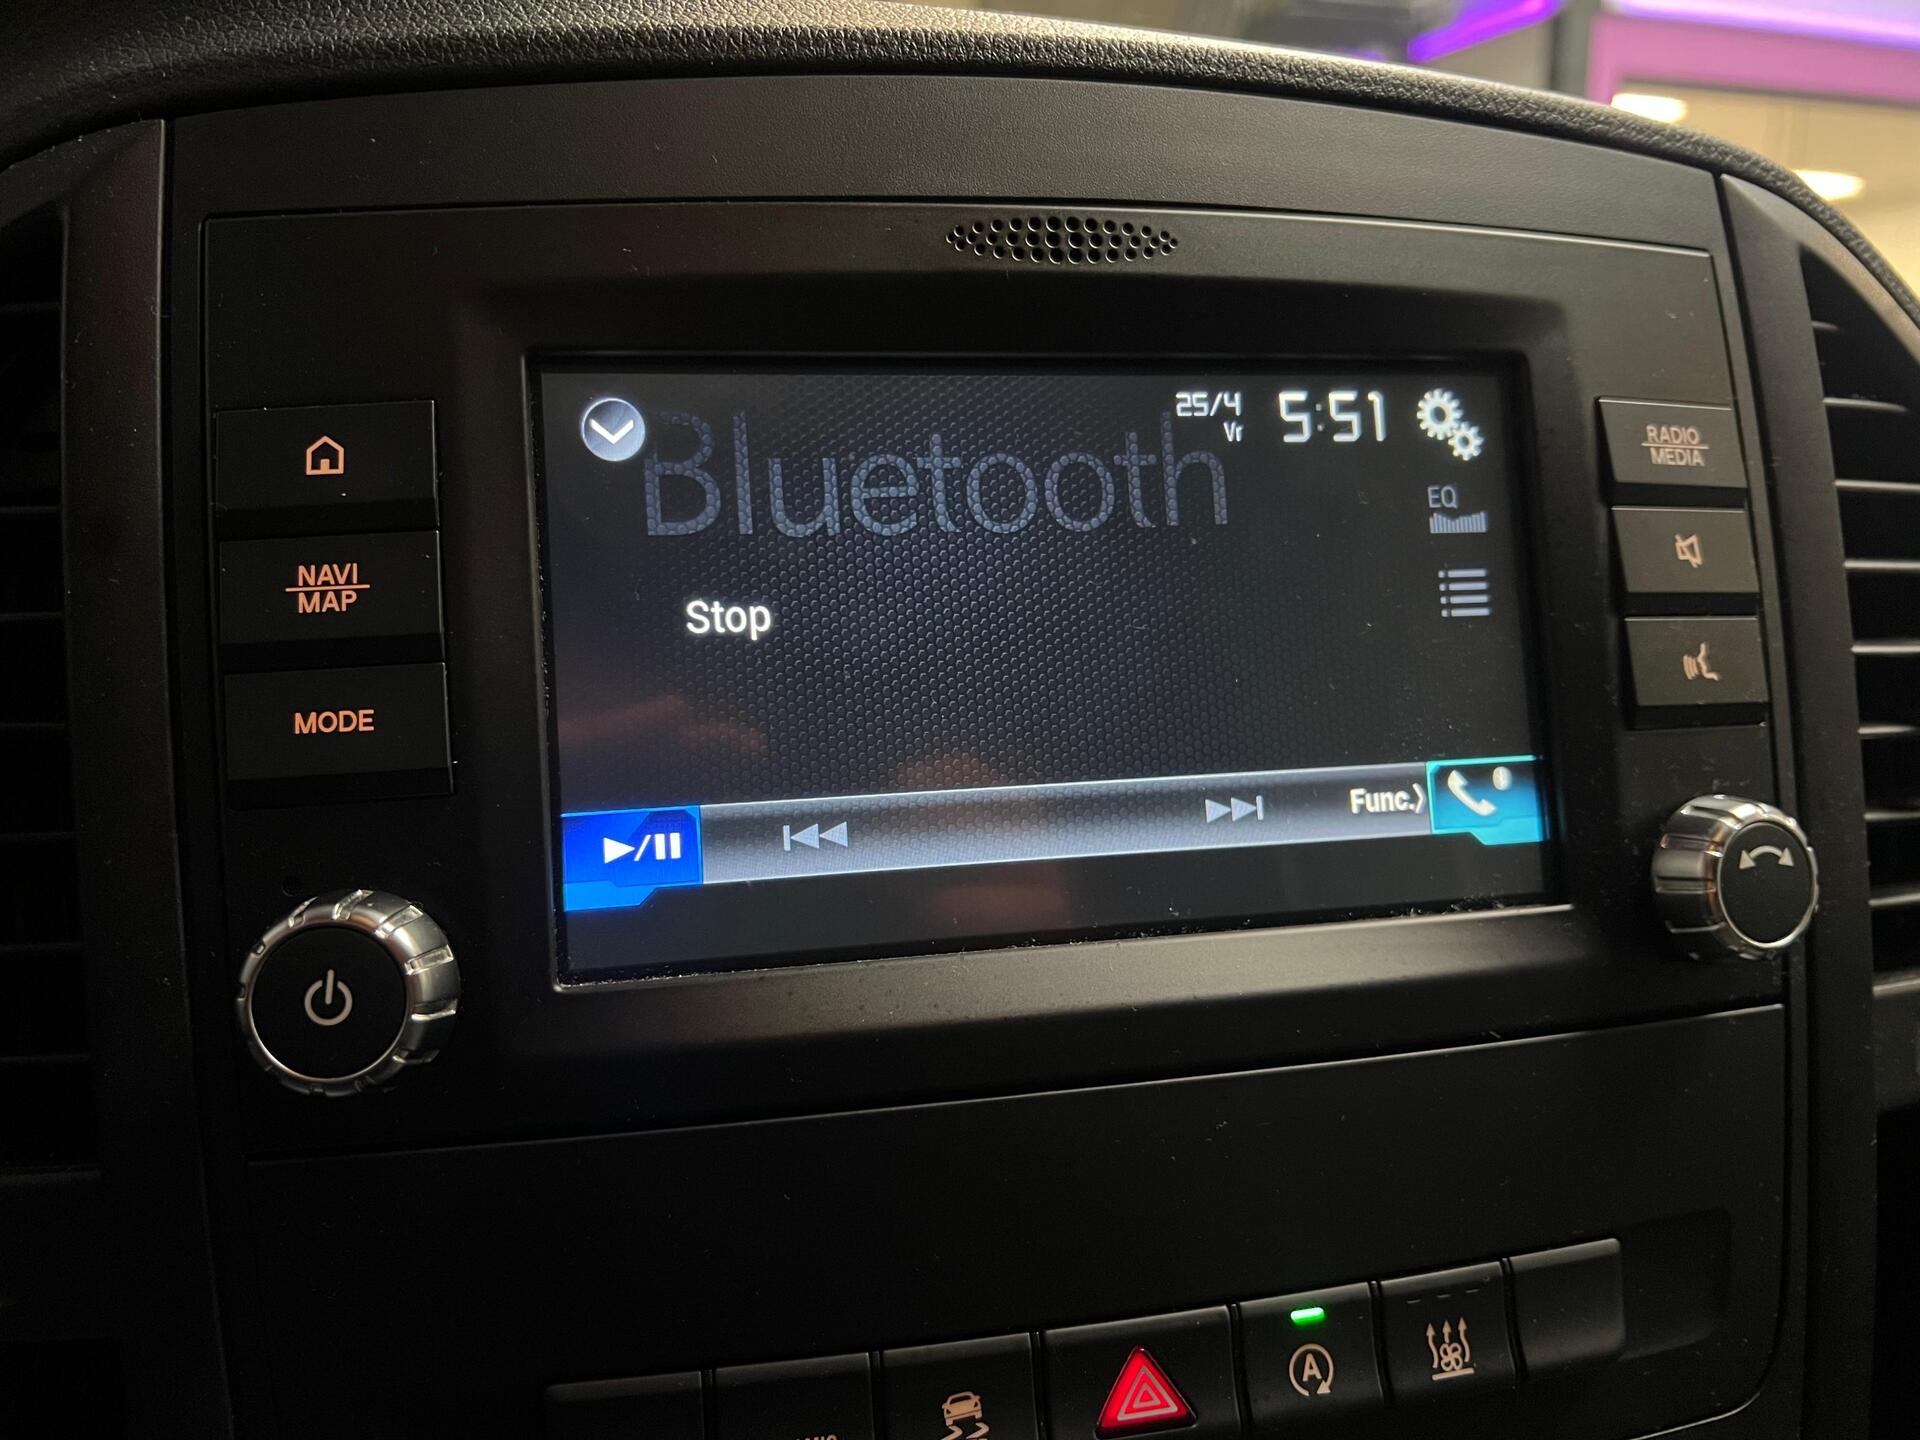 Bluetooth
25/4
Vr
5:51
EQ
Stop
Func.
NAVI
MAP
MODE
RADIO
MEDIA
A